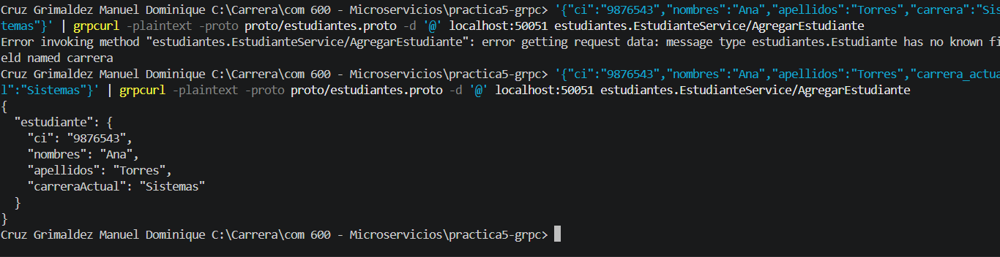 Cruz Grimaldez Manuel Dominique C:\Carrera\com 600 - Microservicios\practica5-grpc> '{"ci":"9876543","nombres":"Ana","apellidos":"Torres","carrera":"Sis
temas"}' | grpcurl -plaintext -proto proto/estudiantes.proto -d '@' localhost:50051 estudiantes.EstudianteService/AgregarEstudiante
Error invoking method "estudiantes.EstudianteService/AgregarEstudiante": error getting request data: message type estudiantes.Estudiante has no known fi
eld named carrera
Cruz Grimaldez Manuel Dominique C:\Carrera\com 600 - Microservicios\practica5-grpc> '{"ci":"9876543","nombres":"Ana","apellidos":"Torres","carrera_actua
l":"Sistemas"}' | grpcurl -plaintext -proto proto/estudiantes.proto -d '@' localhost:50051 estudiantes.EstudianteService/AgregarEstudiante
{
  "estudiante": {
    "ci": "9876543",
    "nombres": "Ana",
    "apellidos": "Torres",
    "carreraActual": "Sistemas"
  }
}
Cruz Grimaldez Manuel Dominique C:\Carrera\com 600 - Microservicios\practica5-grpc>